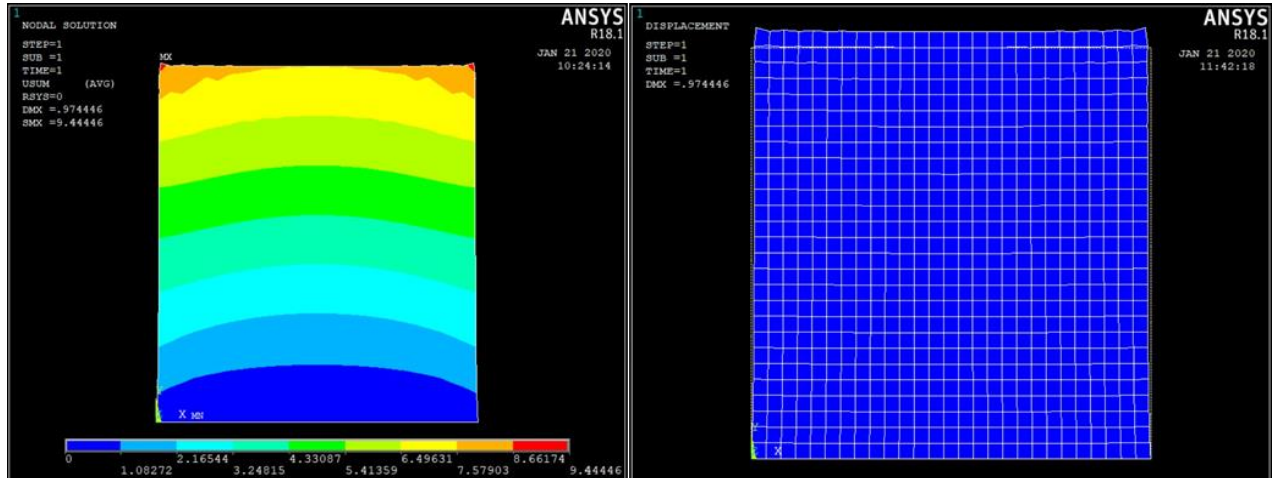 1
NODAL SOLUTION
STEP=1
SUB =1
TIME=1
USUM (AVG)
RSYS=0
DMX =.974446
SMX =9.44446
ANSYS
R18.1
JAN 21 2020
10:24:14
MX
X MN
0 2.16544 4.33087 6.49631 8.66174
1.08272 3.24815 5.41359 7.57903 9.44446
1
DISPLACEMENT
STEP=1
SUB =1
TIME=1
DMX =.974446
ANSYS
R18.1
JAN 21 2020
11:42:18
Y
X